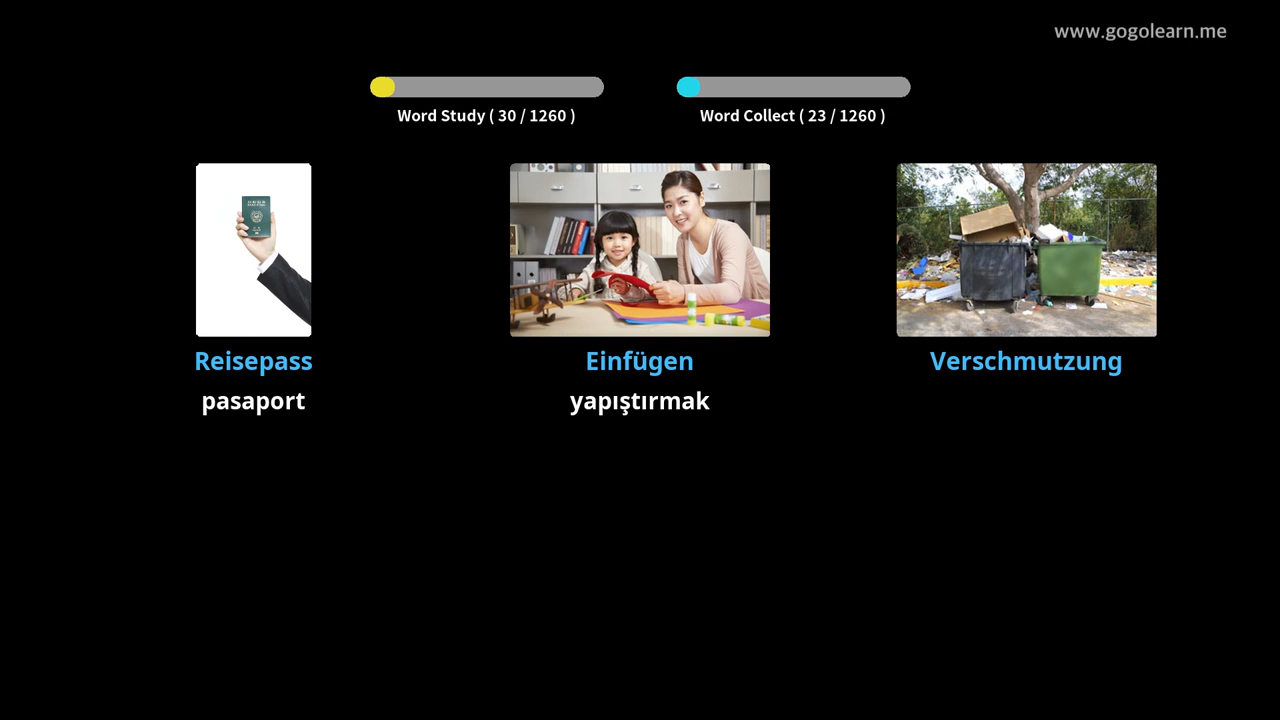 www.gogolearn.me
Word Study ( 30 / 1260 )
Word Collect ( 23 / 1260 )
Reisepass
Einfügen
Verschmutzung
pasaport
yapıştırmak